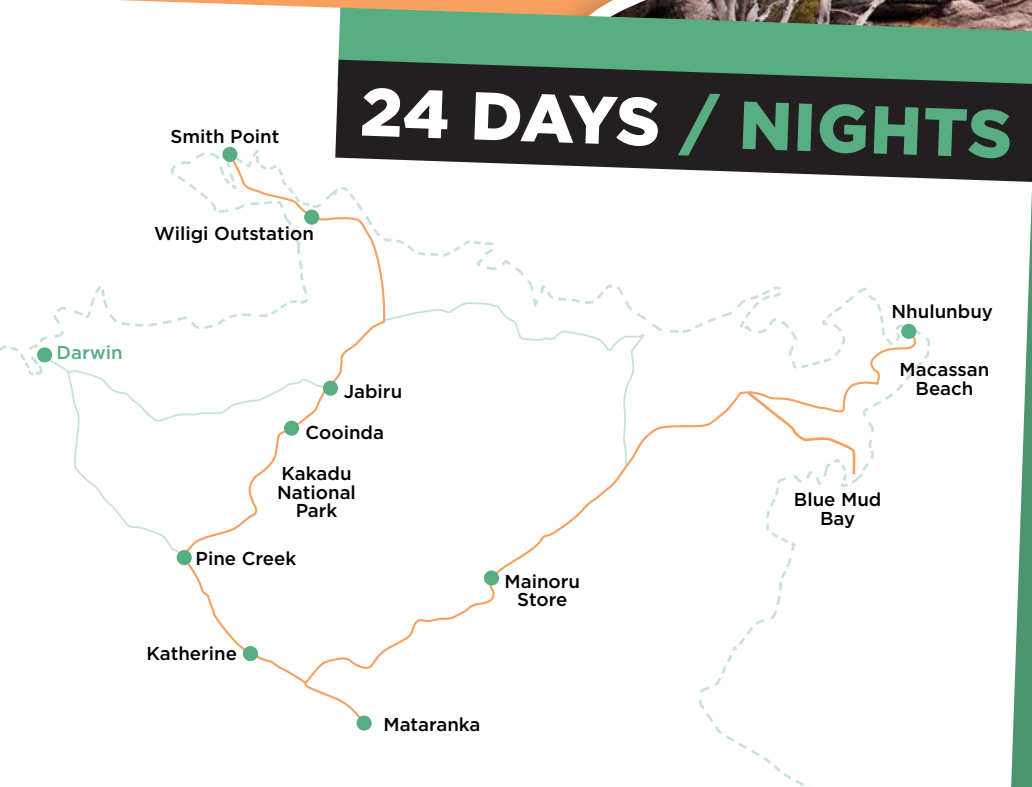 24 DAYS / NIGHTS
Smith Point
Wiligi Outstation
Nhulunbuy
Darwin
Macassan
Beach
Jabiru
Cooinda
Kakadu
National
Park
Blue Mud
Bay
Pine Creek
Mainoru
Store
Katherine
Mataranka